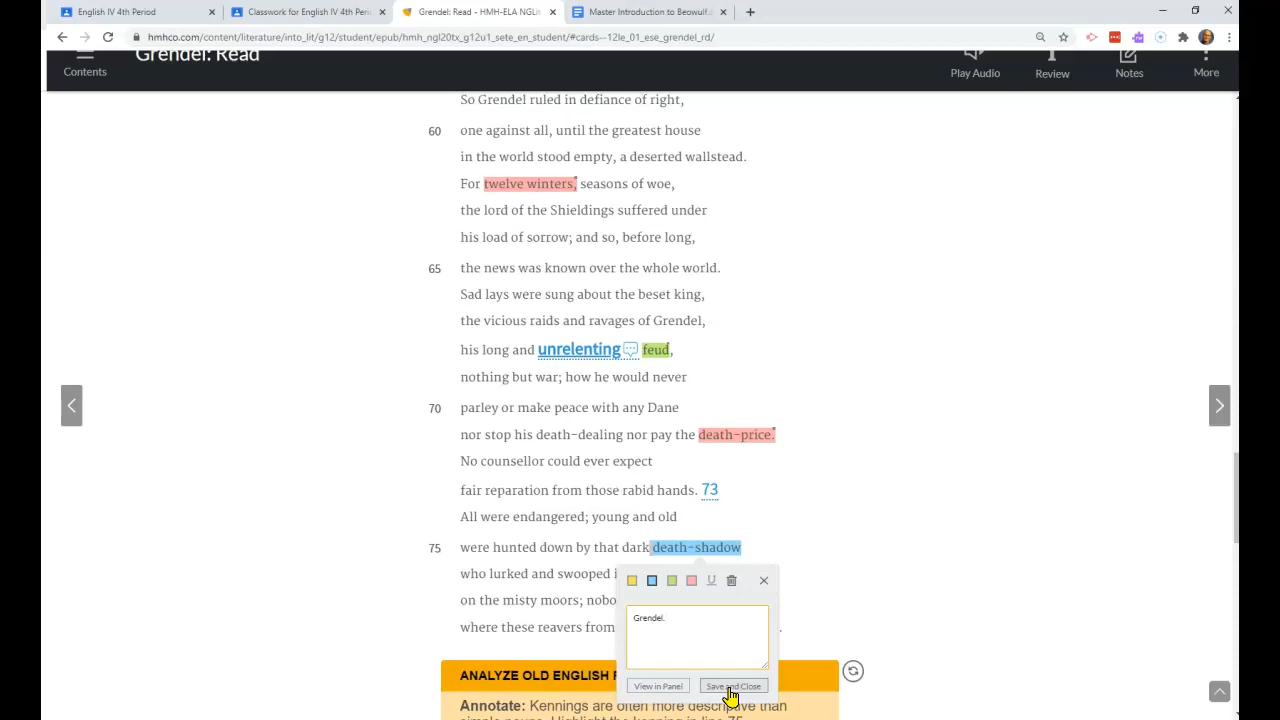 English IV 4th Period
Classwork for English IV 4th Peri
Grendel: Read - HMH-ELA NGLin
Master Introduction to Beowulf.
hmhco.com/content/literature/into_lit/g12/student/epub/hmh_ngl20tx_g12u1_sete_en_student/#cards--12le_01_ese_grendel_rd/
Contents
Grendel: Read
Play Audio
Review
Notes
More
So Grendel ruled in defiance of right,
60 one against all, until the greatest house
in the world stood empty, a deserted wallstead.
For twelve winters, seasons of woe,
the lord of the Shieldings suffered under
his load of sorrow; and so, before long,
65 the news was known over the whole world.
Sad lays were sung about the beset king,
the vicious raids and ravages of Grendel,
his long and unrelenting feud,
nothing but war; how he would never
70 parley or make peace with any Dane
nor stop his death-dealing nor pay the death-price.
No counsellor could ever expect
fair reparation from those rabid hands. 73
All were endangered; young and old
75 were hunted down by that dark death-shadow
who lurked and swooped i
on the misty moors; nobo
where these reavers from
Grendel.
View in Panel
Save and Close
ANALYZE OLD ENGLISH
Annotate: Kennings are often more descriptive than
simple nouns. Highlight the kenning in line 75